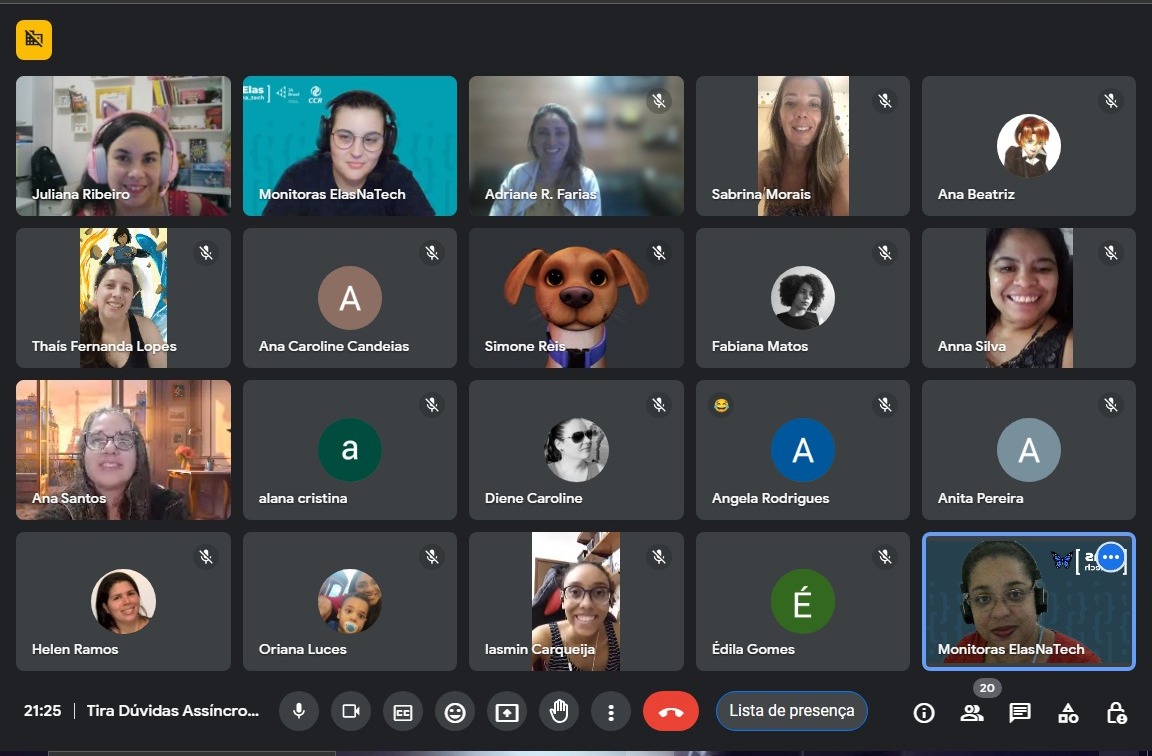 Elas
na_tech
CCR
Juliana Ribeiro
Monitoras ElasNaTech
Adriane R. Farias
Sabrina Morais
Ana Beatriz
Thaís Fernanda Lopes
A
Ana Caroline Candeias
Simone Reis
Fabiana Matos
Anna Silva
Ana Santos
a
alana cristina
Diene Caroline
A
Angela Rodrigues
A
Anita Pereira
Helen Ramos
Oriana Luces
Iasmin Carqueija
É
Édila Gomes
Monitoras ElasNaTech
20
21:25
Tira Dúvidas Assíncro...
CC
Lista de presença